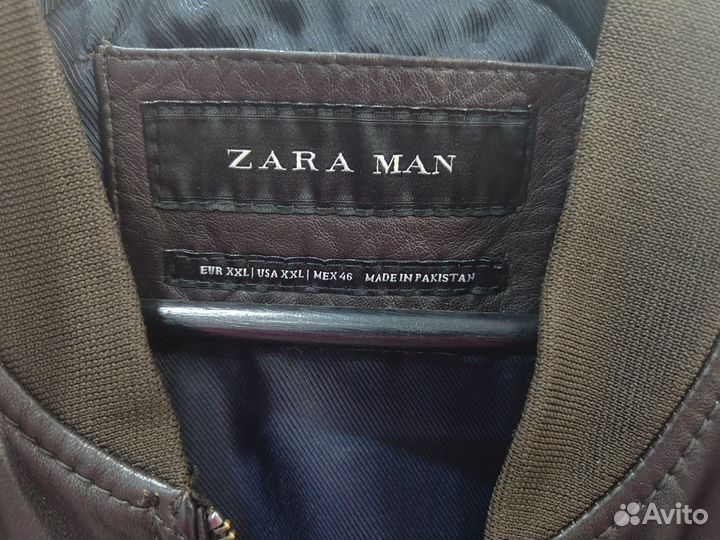 ZARA MAN
EUR XXL | USA XXL | MEX 46 MADE IN PAKISTAN
Avito